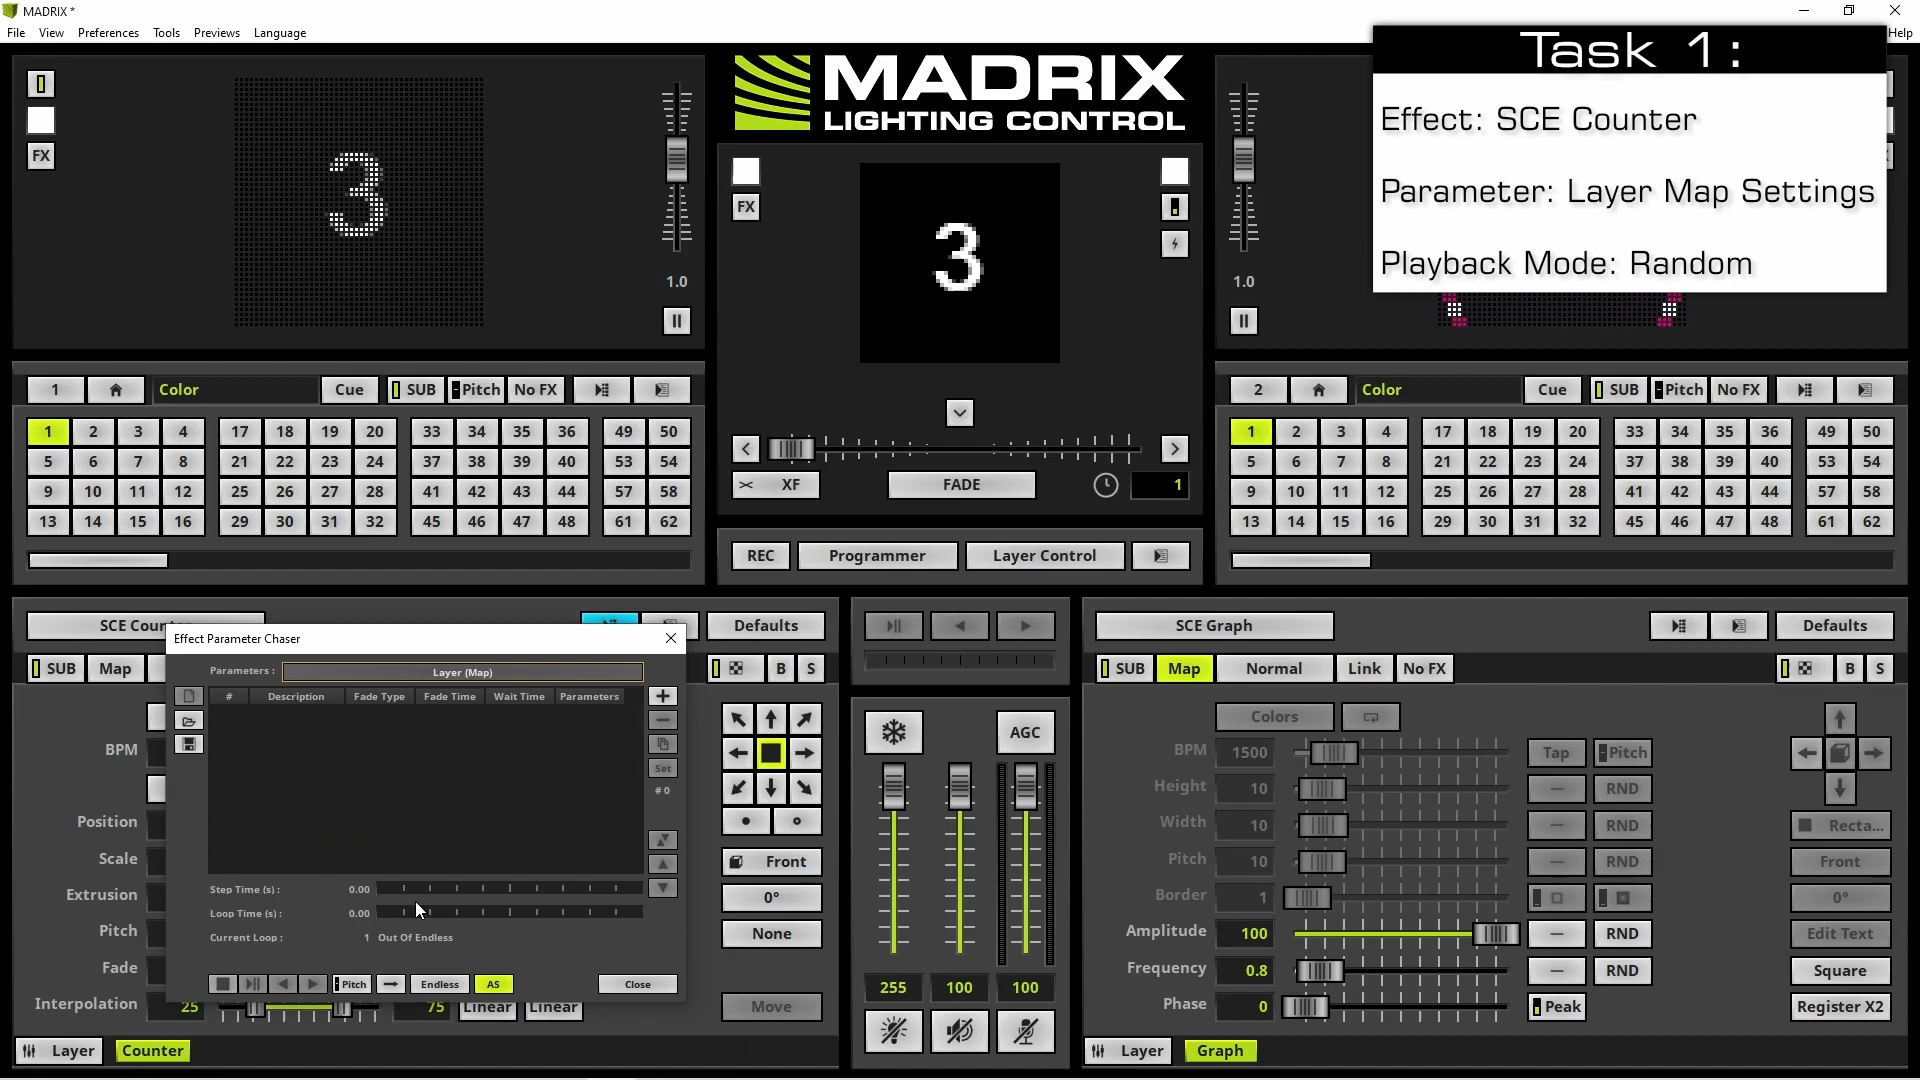 MADRIX *
File View Preferences Tools Previews Language Help
Task 1:
Effect: SCE Counter
Parameter: Layer Map Settings
Playback Mode: Random
MADRIX
LIGHTING CONTROL
FX
3
1.0
FX
3
1.0
1 Color Cue SUB Pitch No FX
1 2 3 4 17 18 19 20 33 34 35 36 49 50
5 6 7 8 21 22 23 24 37 38 39 40 53 54
9 10 11 12 25 26 27 28 41 42 43 44 57 58
13 14 15 16 29 30 31 32 45 46 47 48 61 62
XF FADE 1
REC Programmer Layer Control
2 Color Cue SUB Pitch No FX
1 2 3 4 17 18 19 20 33 34 35 36 49 50
5 6 7 8 21 22 23 24 37 38 39 40 53 54
9 10 11 12 25 26 27 28 41 42 43 44 57 58
13 14 15 16 29 30 31 32 45 46 47 48 61 62
SCE Coun Defaults
SUB Map B S
Effect Parameter Chaser
Parameters : Layer (Map)
# Description Fade Type Fade Time Wait Time Parameters
Set
# 0
Step Time (s) : 0.00
Loop Time (s) : 0.00
Current Loop : 1 Out Of Endless
Pitch Endless AS Close
BPM
Position
Scale
Extrusion
Pitch
Fade
Interpolation 25 75 Linear Linear
Front
0°
None
Move
Layer Counter
AGC
255 100 100
SCE Graph Defaults
SUB Map Normal Link No FX B S
Colors
BPM 1500 Tap Pitch
Height 10 RND
Width 10 RND Recta...
Pitch 10 RND Front
Border 1 0°
Amplitude 100 RND Edit Text
Frequency 0.8 RND Square
Phase 0 Peak Register X2
Layer Graph